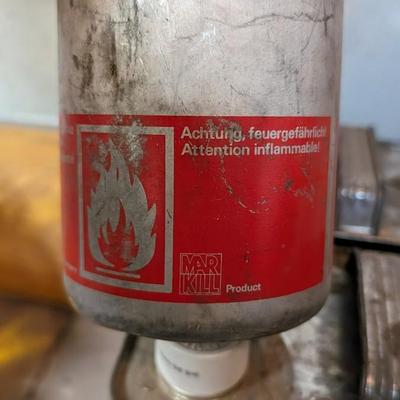 Achtung, feuergefährlich!
Attention inflammable!
MAR
KILL
Product